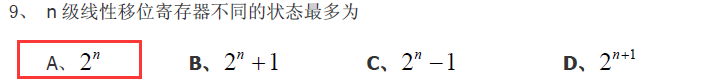 9、 n 级线性移位寄存器不同的状态最多为
A、2ⁿ B、2ⁿ +1 C、2ⁿ −1 D、2ⁿ⁺¹